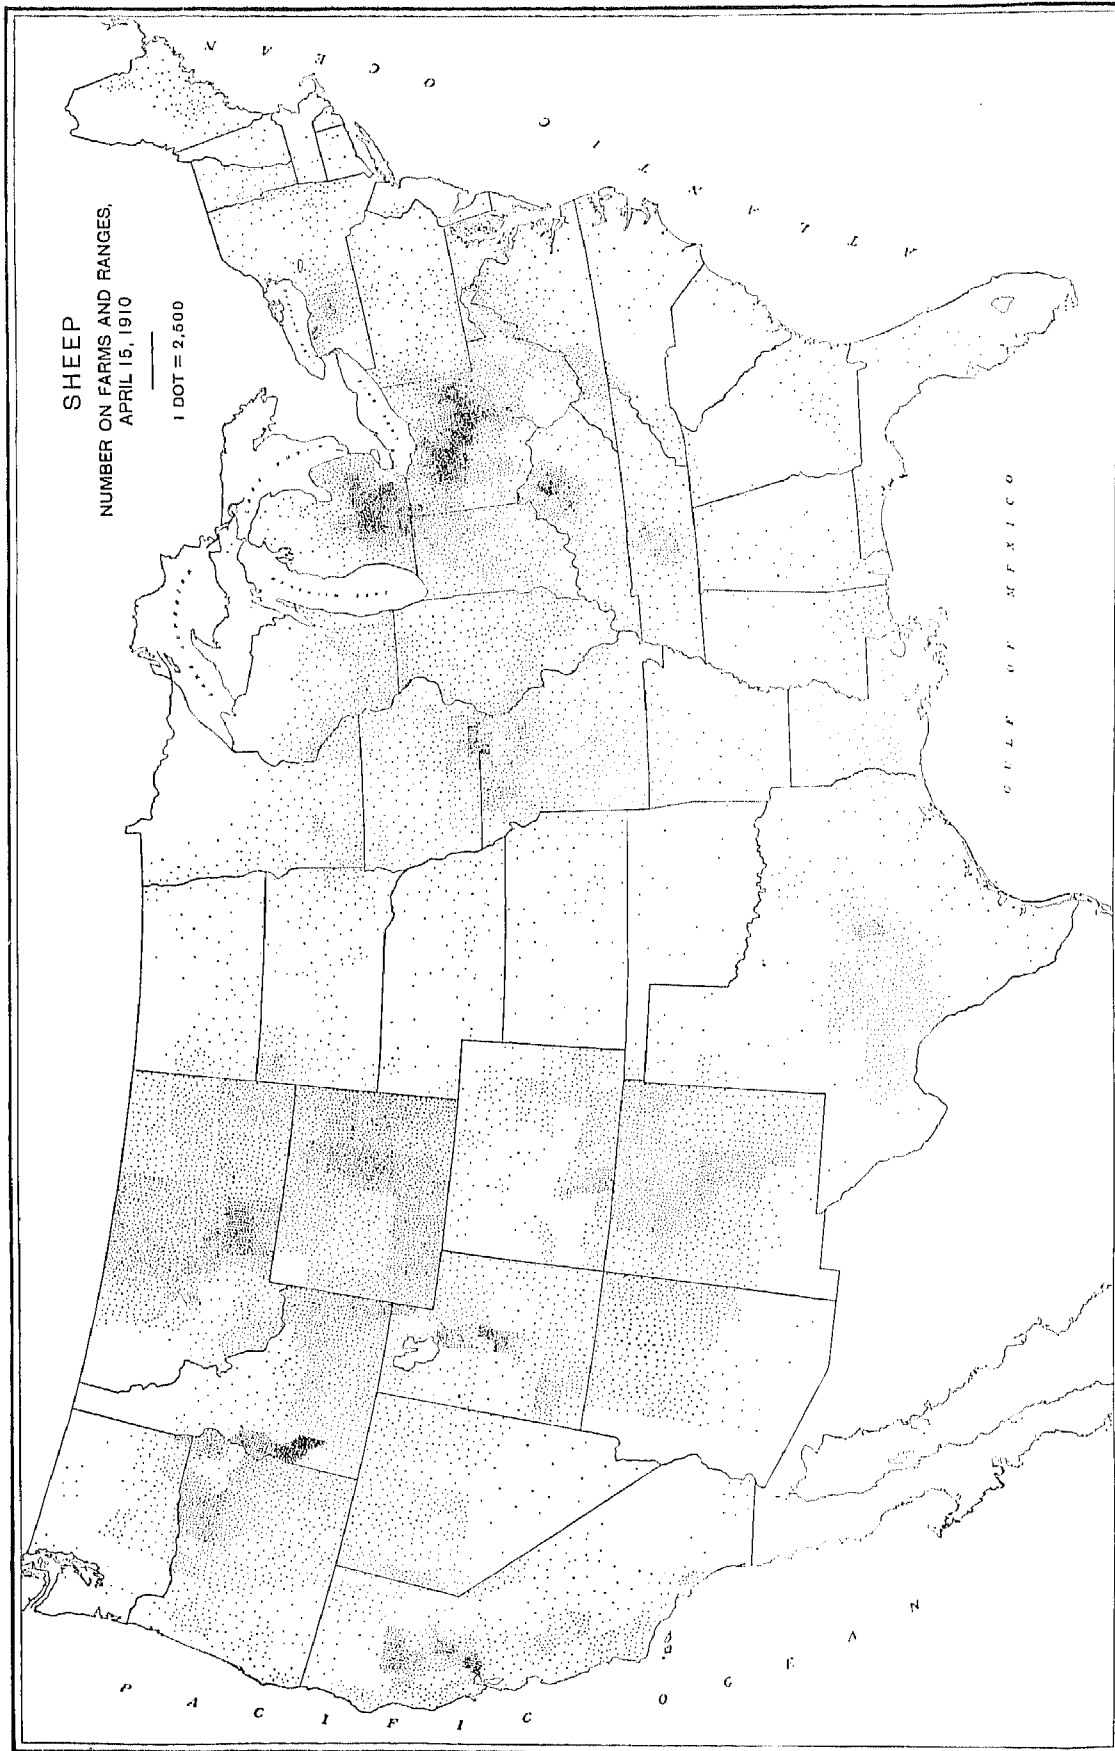 SHEEP
NUMBER ON FARMS AND RANGES,
APRIL 15, 1910
1 DOT = 2,500
PACIFIC OCEAN
GULF OF MEXICO
ATLANTIC OCEAN